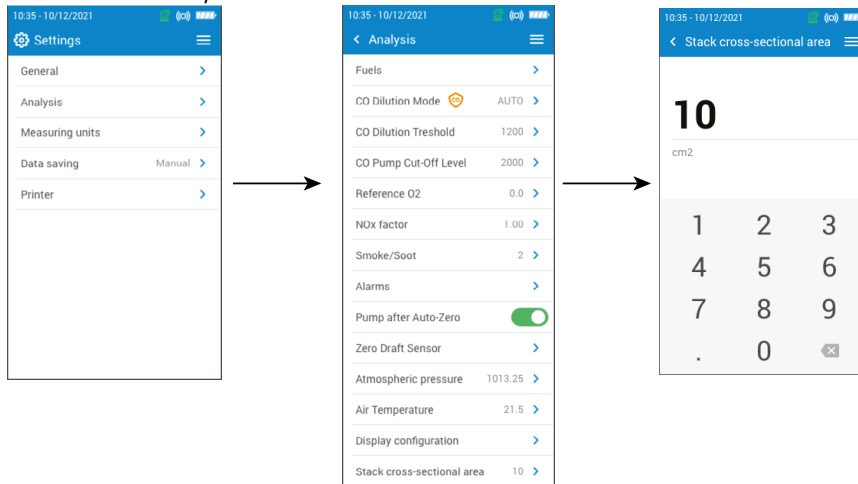 10:35 - 10/12/2021
Settings
General
Analysis
Measuring units
Data saving Manual
Printer
10:35 - 10/12/2021
Analysis
Fuels
CO Dilution Mode CO AUTO
CO Dilution Treshold 1200
CO Pump Cut-Off Level 2000
Reference O2 0.0
NOx factor 1.00
Smoke/Soot 2
Alarms
Pump after Auto-Zero
Zero Draft Sensor
Atmospheric pressure 1013.25
Air Temperature 21.5
Display configuration
Stack cross-sectional area 10
10:35 - 10/12/2021
Stack cross-sectional area
10
cm2
1 2 3
4 5 6
7 8 9
. 0